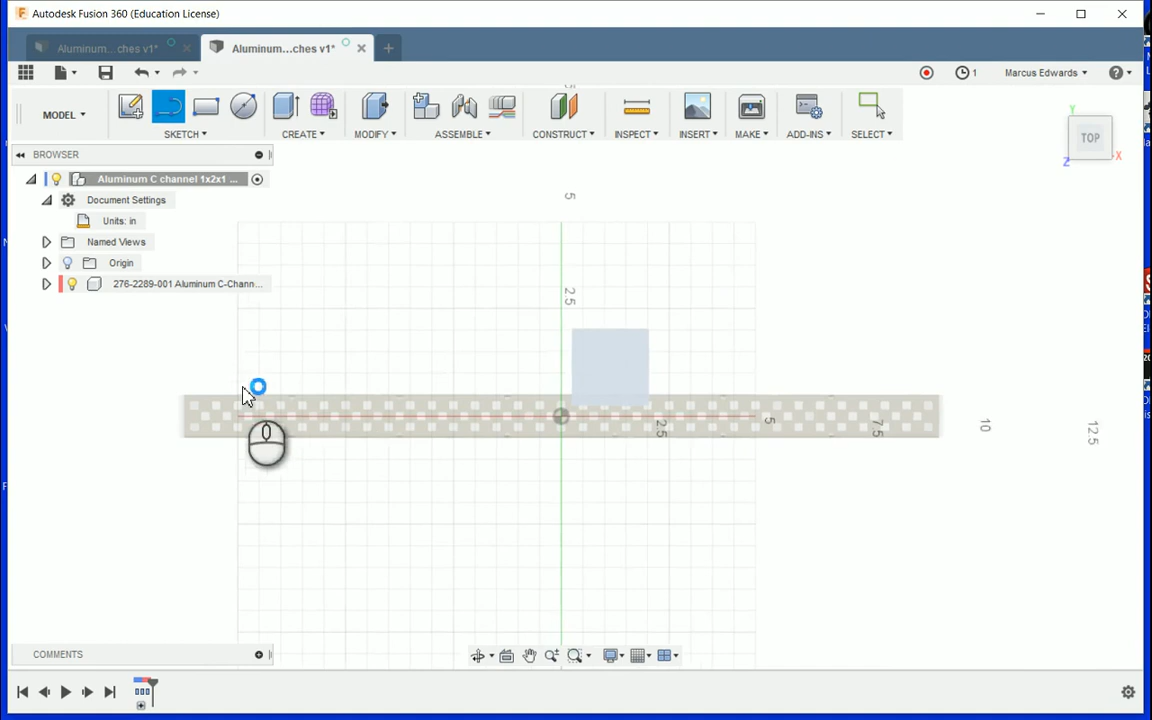 Autodesk Fusion 360 (Education License)
Aluminum...ches v1*
Aluminum...ches v1*
1
Marcus Edwards
MODEL
SKETCH
CREATE
MODIFY
ASSEMBLE
CONSTRUCT
INSPECT
INSERT
MAKE
ADD-INS
SELECT
BROWSER
Aluminum C channel 1x2x1 ...
Document Settings
Units: in
Named Views
Origin
276-2289-001 Aluminum C-Chann...
Y
TOP
X
Z
5
2.5
2.5
5
7.5
10
12.5
COMMENTS